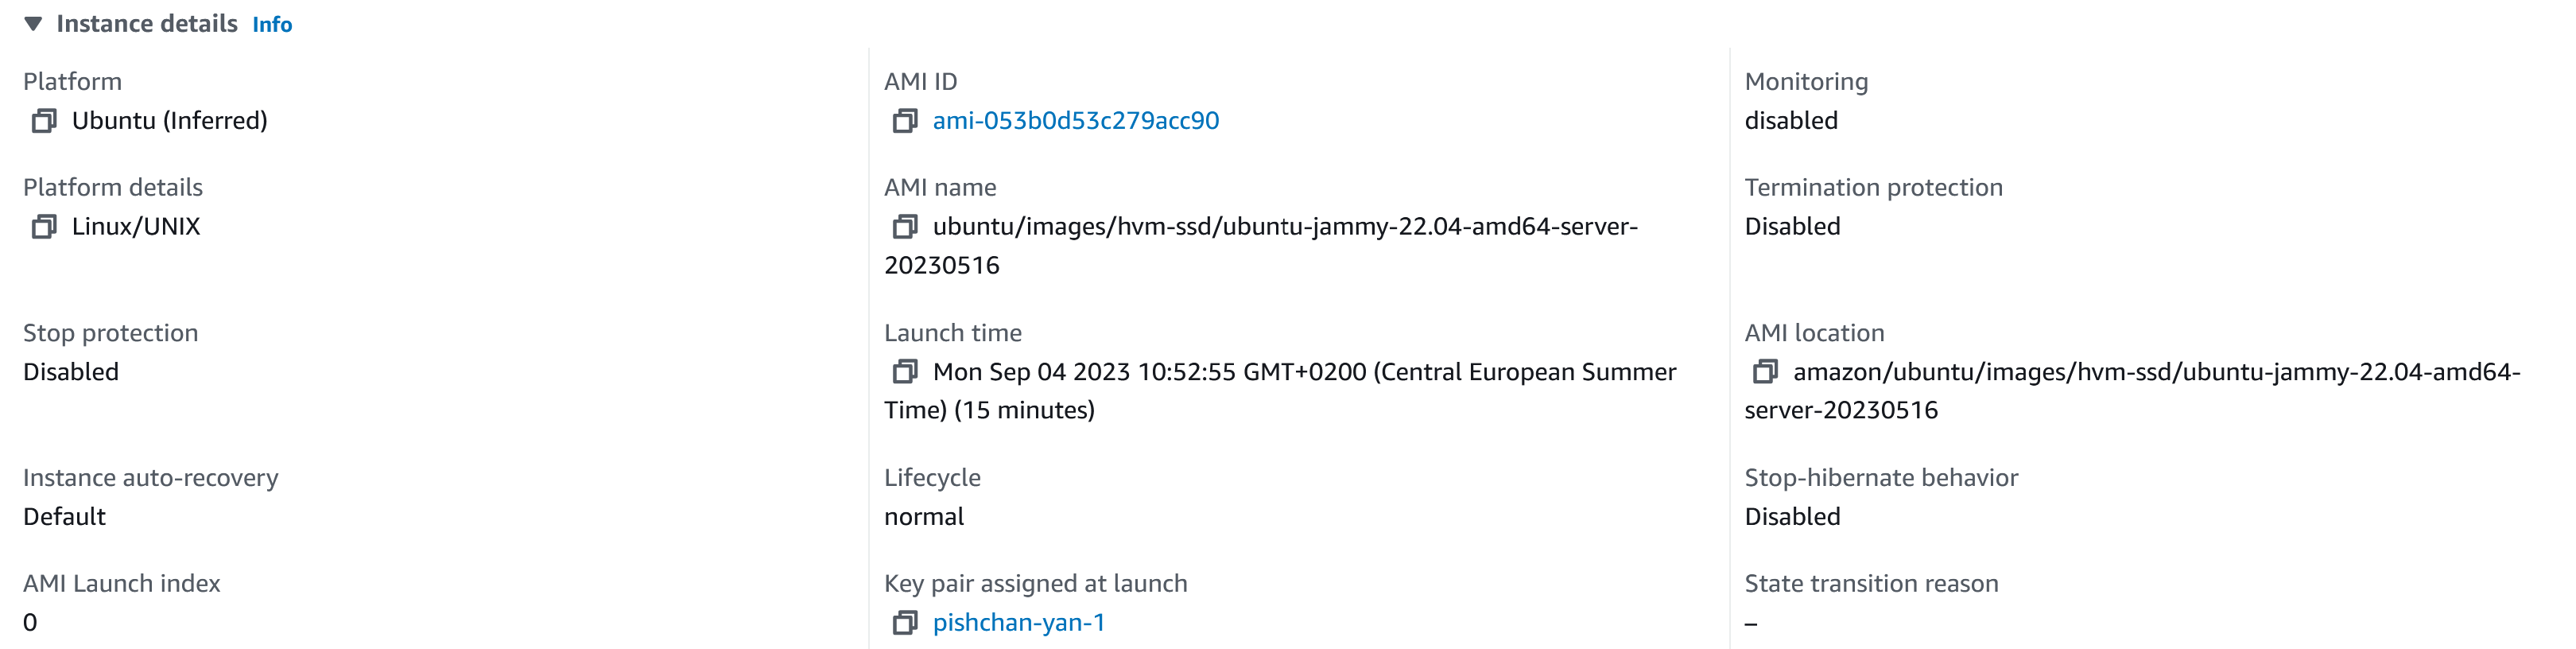 Instance details Info
Platform
Ubuntu (Inferred)
AMI ID
ami-053b0d53c279acc90
Monitoring
disabled
Platform details
Linux/UNIX
AMI name
ubuntu/images/hvm-ssd/ubuntu-jammy-22.04-amd64-server-
20230516
Termination protection
Disabled
Stop protection
Disabled
Launch time
Mon Sep 04 2023 10:52:55 GMT+0200 (Central European Summer
Time) (15 minutes)
AMI location
amazon/ubuntu/images/hvm-ssd/ubuntu-jammy-22.04-amd64-
server-20230516
Instance auto-recovery
Default
Lifecycle
normal
Stop-hibernate behavior
Disabled
AMI Launch index
0
Key pair assigned at launch
pishchan-yan-1
State transition reason
–